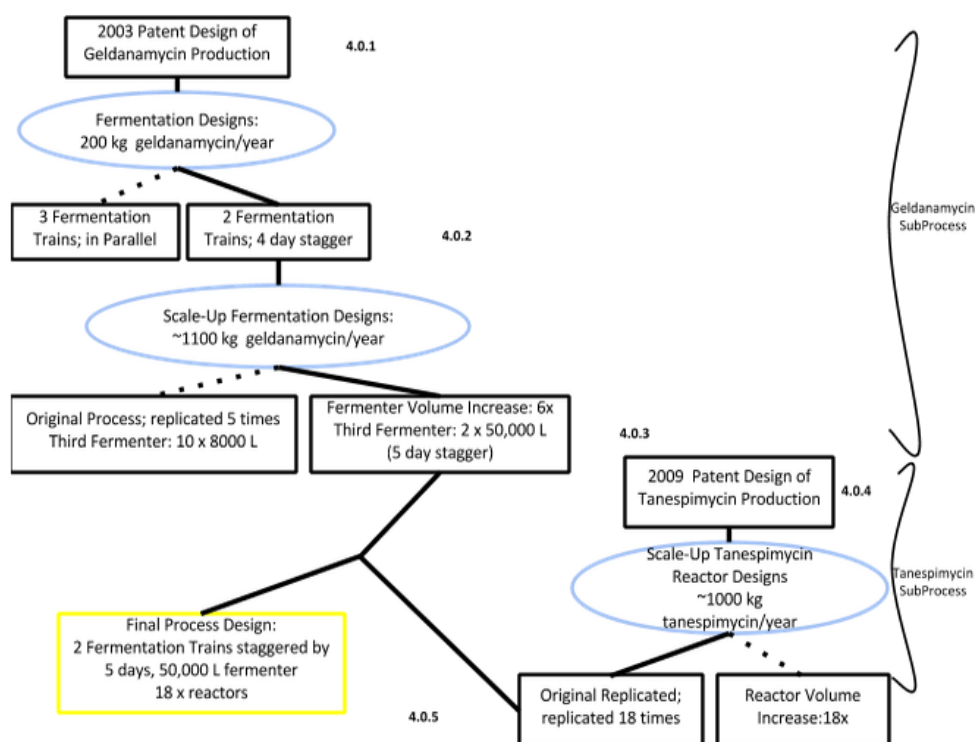 2003 Patent Design of
Geldanamycin Production
4.0.1
Fermentation Designs:
200 kg geldanamycin/year
3 Fermentation
Trains; in Parallel
2 Fermentation
Trains; 4 day stagger
4.0.2
Geldanamycin
SubProcess
Scale-Up Fermentation Designs:
~1100 kg geldanamycin/year
Original Process; replicated 5 times
Third Fermenter: 10 x 8000 L
Fermenter Volume Increase: 6x
Third Fermenter: 2 x 50,000 L
(5 day stagger)
4.0.3
2009 Patent Design of
Tanespimycin Production
4.0.4
Scale-Up Tanespimycin
Reactor Designs
~1000 kg
tanespimycin/year
Tanespimycin
SubProcess
Final Process Design:
2 Fermentation Trains staggered by
5 days, 50,000 L fermenter
18 x reactors
4.0.5
Original Replicated;
replicated 18 times
Reactor Volume
Increase:18x